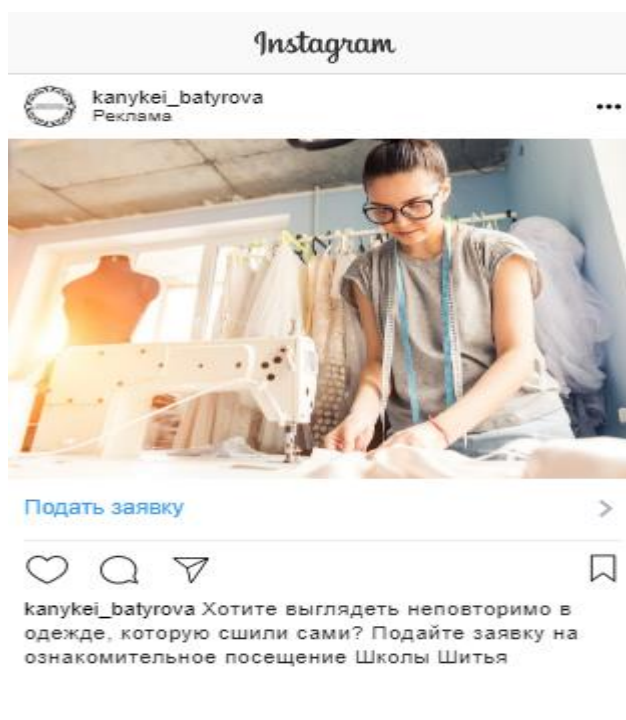 Instagram
kanykei_batyrova
Реклама
Подать заявку
kanykei_batyrova Хотите выглядеть неповторимо в
одежде, которую сшили сами? Подайте заявку на
ознакомительное посещение Школы Шитья